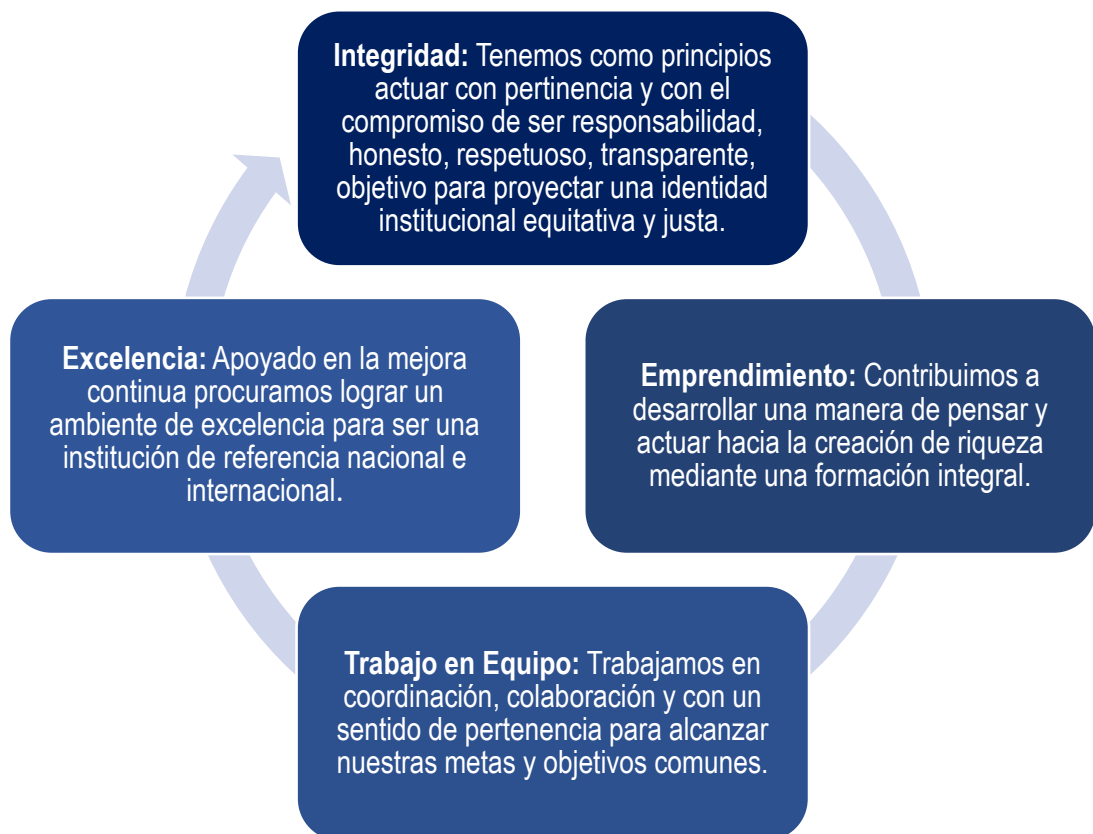 Integridad: Tenemos como principios
actuar con pertinencia y con el
compromiso de ser responsabilidad,
honesto, respetuoso, transparente,
objetivo para proyectar una identidad
institucional equitativa y justa.
Emprendimiento: Contribuimos a
desarrollar una manera de pensar y
actuar hacia la creación de riqueza
mediante una formación integral.
Trabajo en Equipo: Trabajamos en
coordinación, colaboración y con un
sentido de pertenencia para alcanzar
nuestras metas y objetivos comunes.
Excelencia: Apoyado en la mejora
continua procuramos lograr un
ambiente de excelencia para ser una
institución de referencia nacional e
internacional.